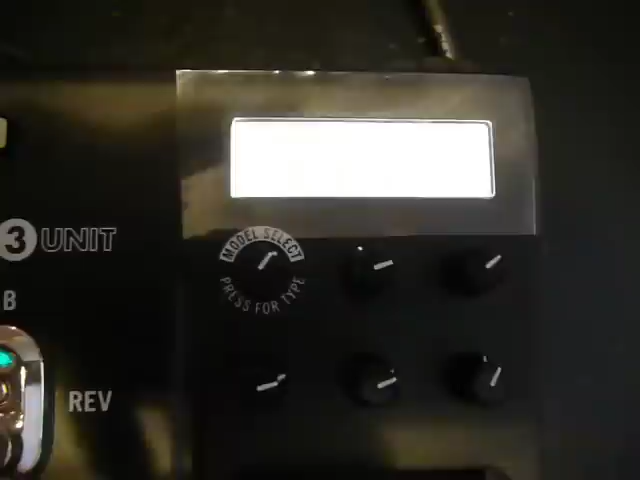 3 UNIT
MODEL SELECT
PRESS FOR TYPE
B
REV